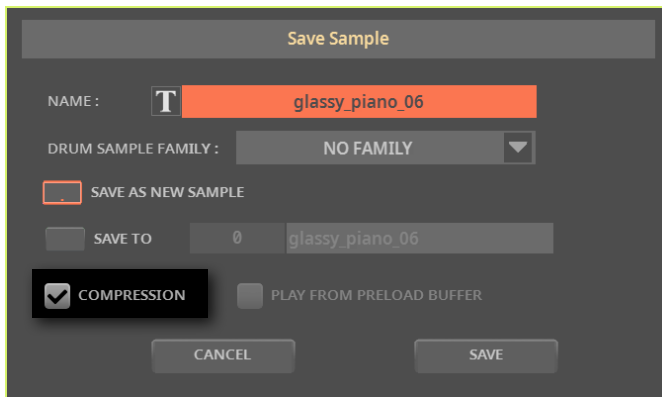 Save Sample
NAME : T glassy_piano_06
DRUM SAMPLE FAMILY : NO FAMILY
SAVE AS NEW SAMPLE
SAVE TO 0 glassy_piano_06
COMPRESSION PLAY FROM PRELOAD BUFFER
CANCEL SAVE